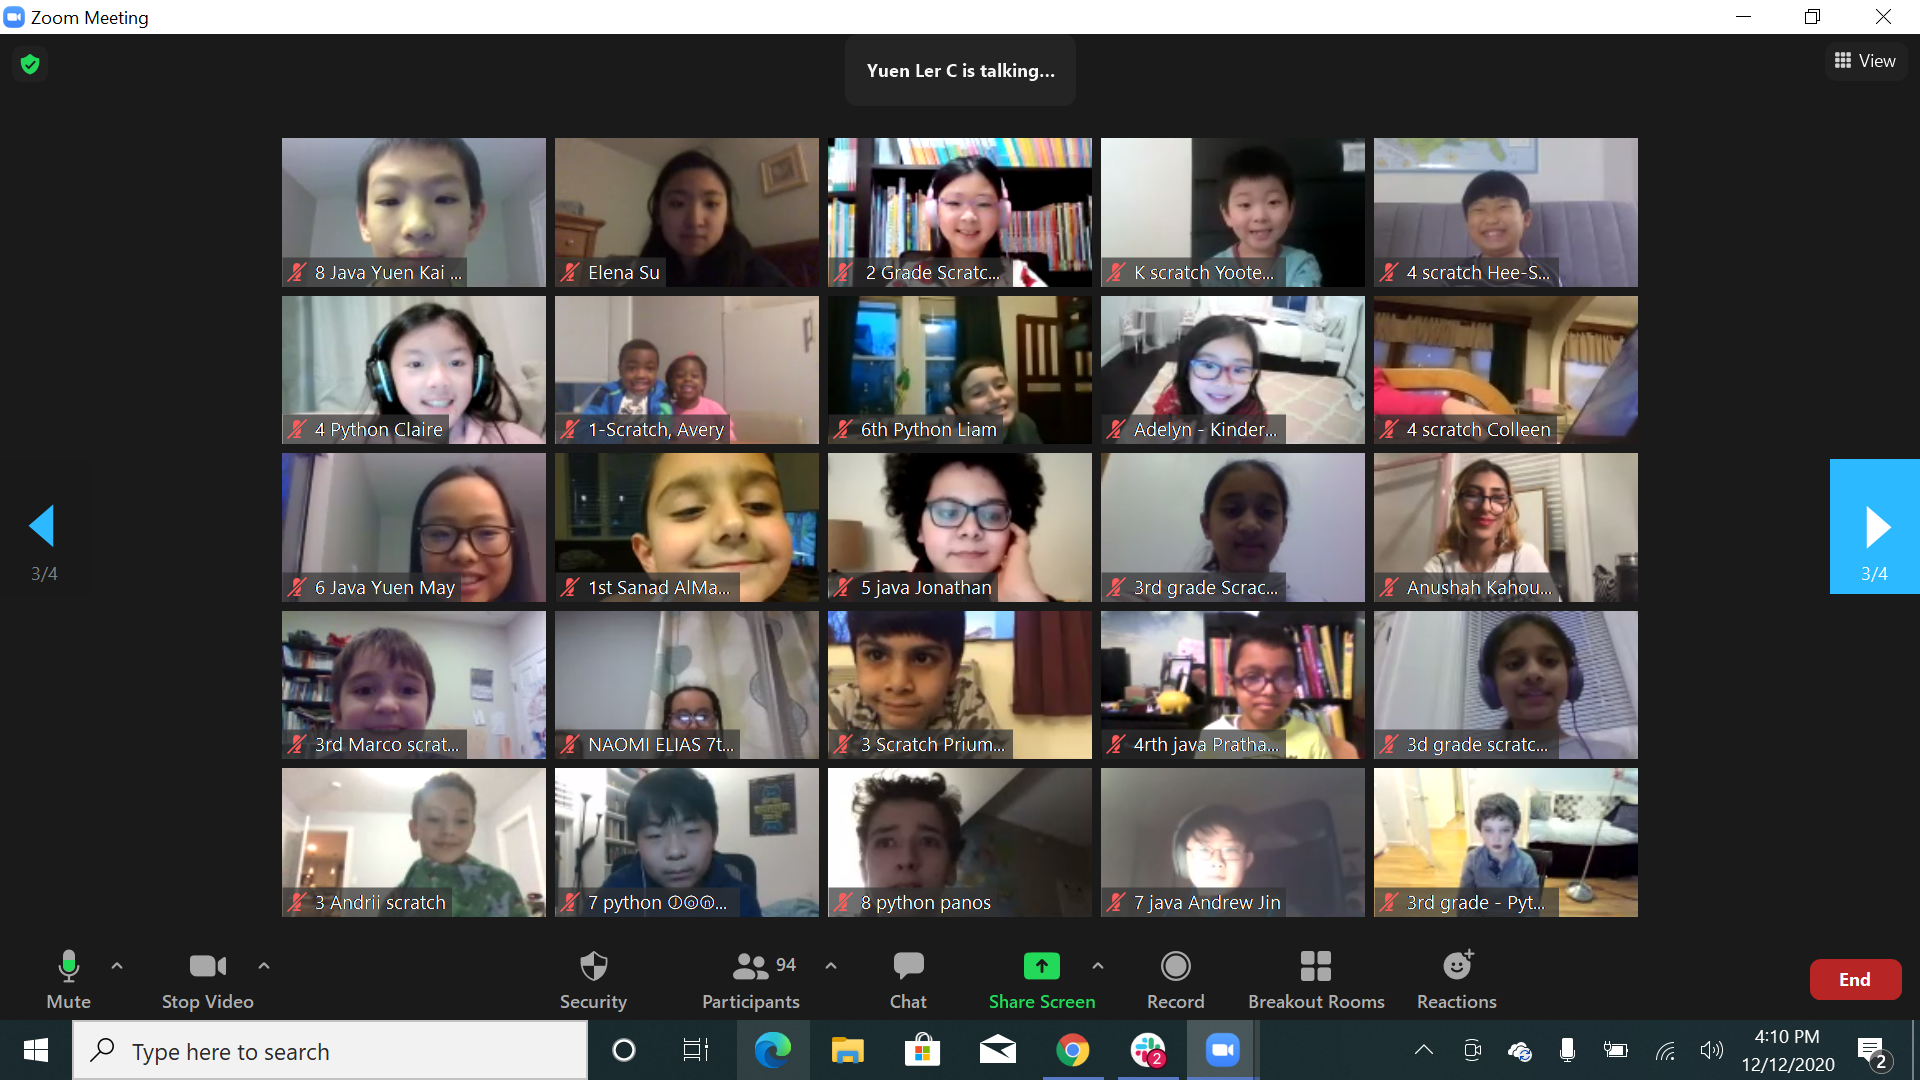 Zoom Meeting
Yuen Ler C is talking...
View
8 Java Yuen Kai ...
Elena Su
2 Grade Scratc...
K scratch Yoote...
4 scratch Hee-S...
4 Python Claire
1-Scratch, Avery
6th Python Liam
Adelyn - Kinder...
4 scratch Colleen
6 Java Yuen May
1st Sanad AlMa...
5 java Jonathan
3rd grade Scrac...
Anushah Kahou...
3/4
3/4
3rd Marco scrat...
NAOMI ELIAS 7t...
3 Scratch Prium...
4rth java Pratha...
3d grade scratc...
3 Andrii scratch
7 python Ⓙⓞⓝ...
8 python panos
7 java Andrew Jin
3rd grade - Pyt...
Mute
Stop Video
Security
94
Participants
Chat
Share Screen
Record
Breakout Rooms
Reactions
End
Type here to search
2
4:10 PM
12/12/2020
2